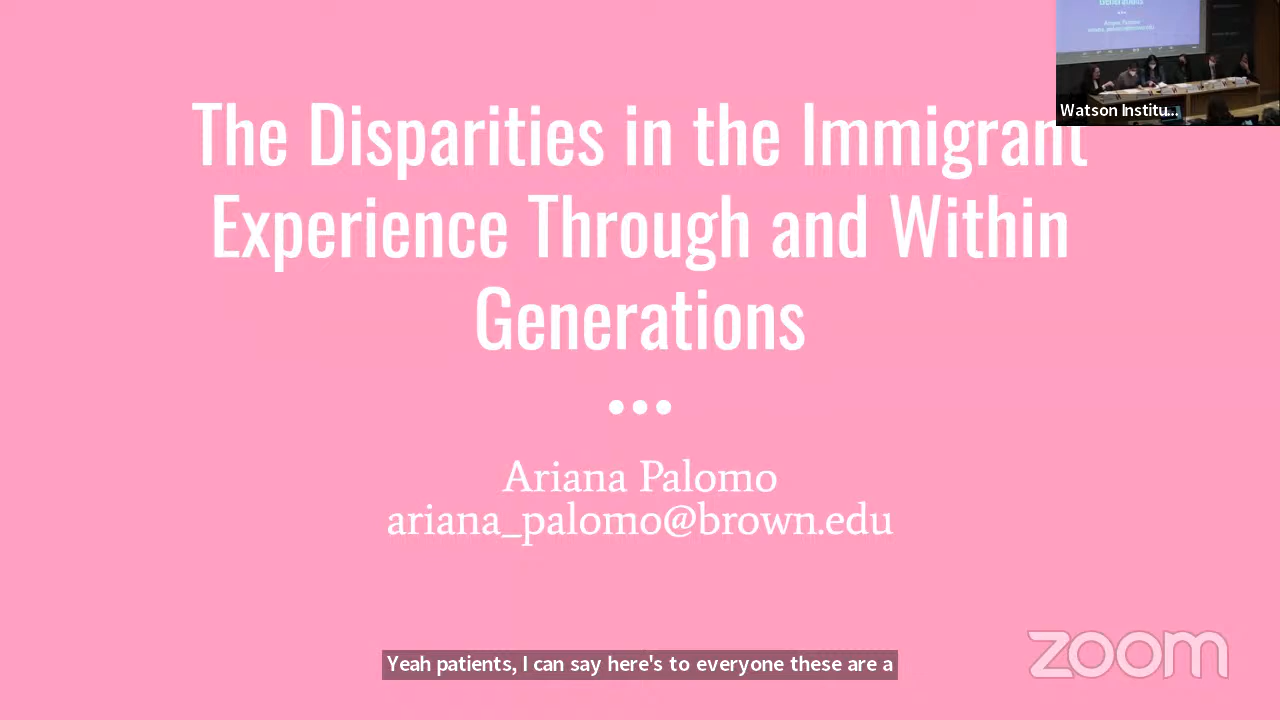 The Disparities in the Immigrant
Experience Through and Within
Generations
Ariana Palomo
ariana_palomo@brown.edu
Generations
Watson Institu...
Yeah patients, I can say here's to everyone these are a
zoom